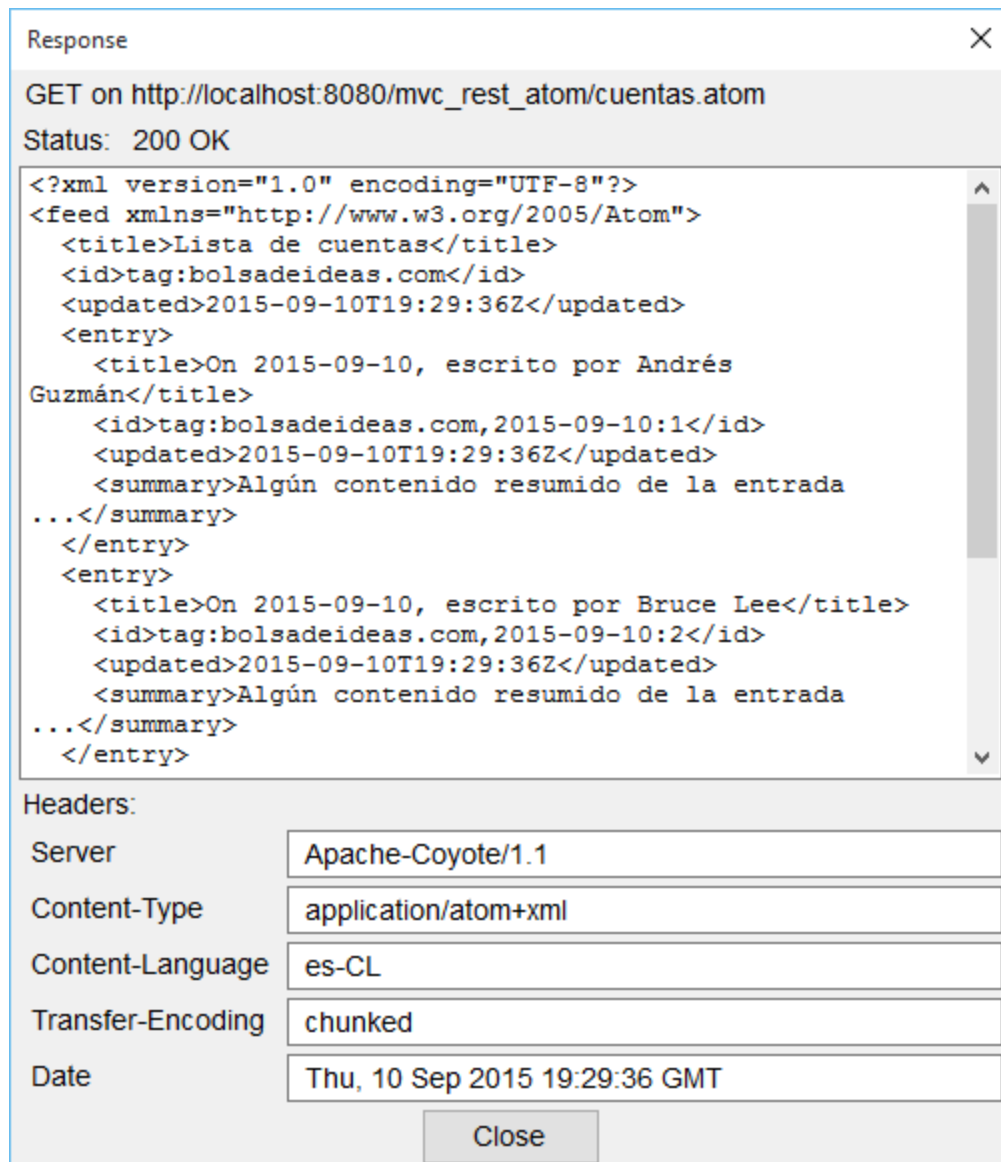 Response
GET on http://localhost:8080/mvc_rest_atom/cuentas.atom
Status: 200 OK
<?xml version="1.0" encoding="UTF-8"?>
<feed xmlns="http://www.w3.org/2005/Atom">
  <title>Lista de cuentas</title>
  <id>tag:bolsadeideas.com</id>
  <updated>2015-09-10T19:29:36Z</updated>
  <entry>
    <title>On 2015-09-10, escrito por Andrés
Guzmán</title>
    <id>tag:bolsadeideas.com,2015-09-10:1</id>
    <updated>2015-09-10T19:29:36Z</updated>
    <summary>Algún contenido resumido de la entrada
...</summary>
  </entry>
  <entry>
    <title>On 2015-09-10, escrito por Bruce Lee</title>
    <id>tag:bolsadeideas.com,2015-09-10:2</id>
    <updated>2015-09-10T19:29:36Z</updated>
    <summary>Algún contenido resumido de la entrada
...</summary>
  </entry>
Headers:
Server Apache-Coyote/1.1
Content-Type application/atom+xml
Content-Language es-CL
Transfer-Encoding chunked
Date Thu, 10 Sep 2015 19:29:36 GMT
Close